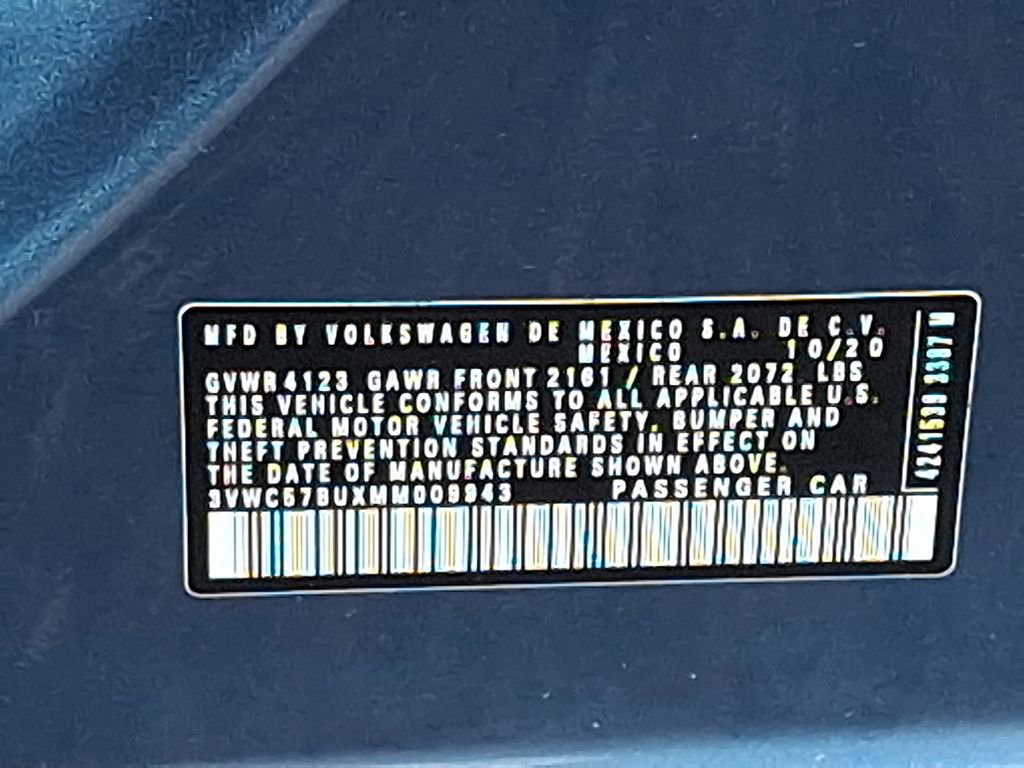 MFD BY VOLKSWAGEN DE MEXICO S.A. DE C.V.
MEXICO 10/20
GVWR 4123 GAWR FRONT 2161 / REAR 2072 LBS
THIS VEHICLE CONFORMS TO ALL APPLICABLE U.S.
FEDERAL MOTOR VEHICLE SAFETY, BUMPER AND
THEFT PREVENTION STANDARDS IN EFFECT ON
THE DATE OF MANUFACTURE SHOWN ABOVE.
3VWC57BUXMM009943 PASSENGER CAR